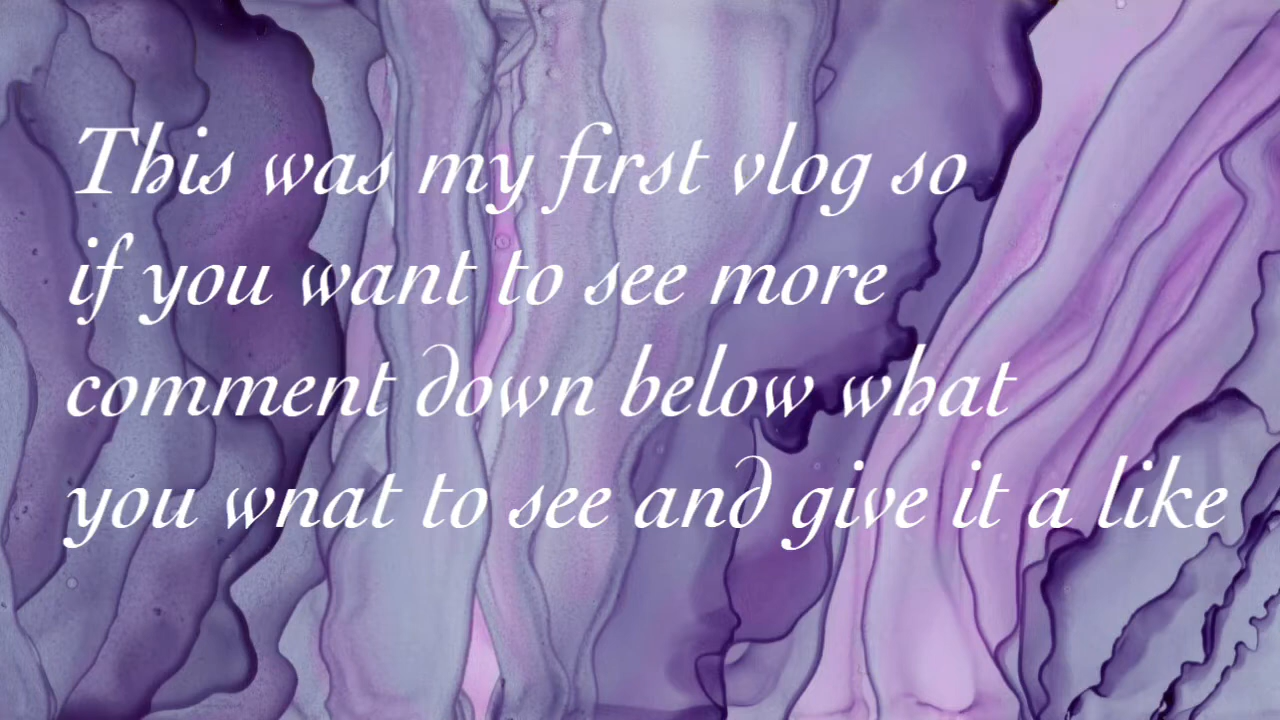 This was my first vlog so
if you want to see more
comment down below what
you wnat to see and give it a like